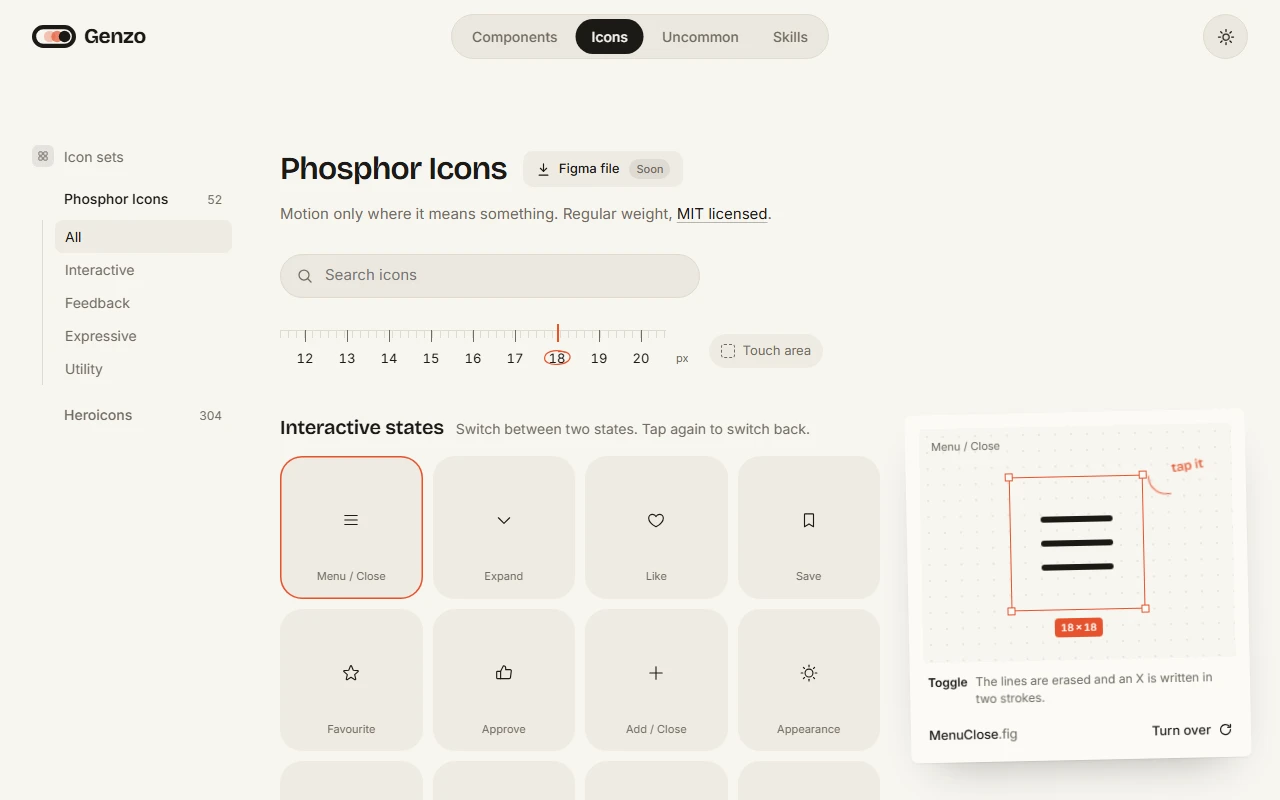 Genzo
Components
Icons
Uncommon
Skills
Icon sets
Phosphor Icons 52
All
Interactive
Feedback
Expressive
Utility
Heroicons 304
Phosphor Icons
Figma file Soon
Motion only where it means something. Regular weight, MIT licensed.
Search icons
12 13 14 15 16 17 18 19 20 px
Touch area
Interactive states Switch between two states. Tap again to switch back.
Menu / Close
Expand
Like
Save
Favourite
Approve
Add / Close
Appearance
Menu / Close
tap it
18 × 18
Toggle The lines are erased and an X is written in
two strokes.
MenuClose.fig
Turn over